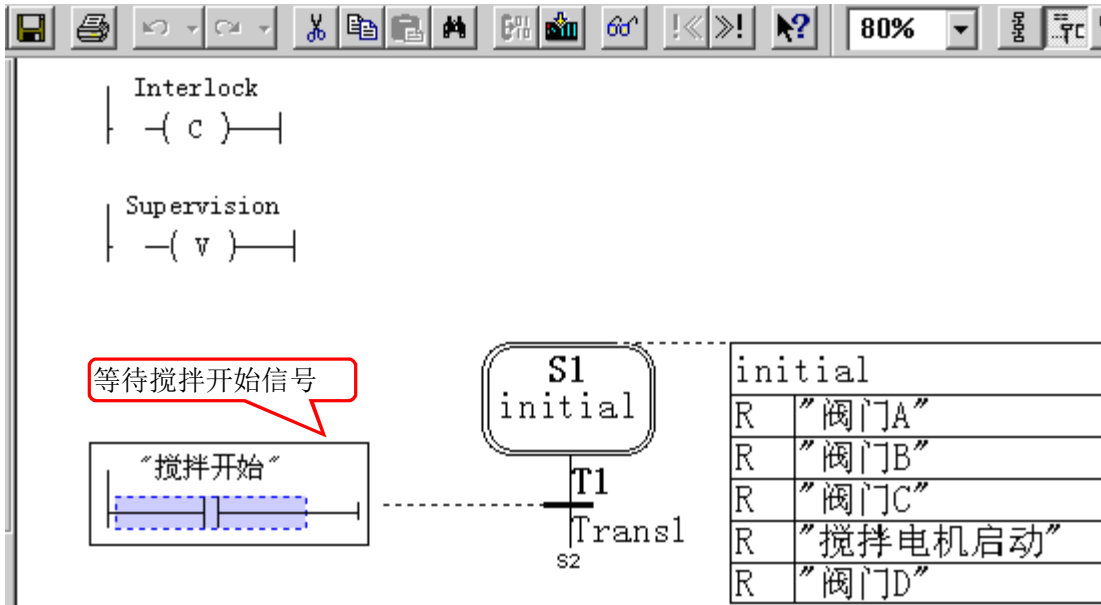 80%
Interlock
( C )
Supervision
( V )
等待搅拌开始信号
"搅拌开始"
S1
initial
T1
Trans1
S2
initial
R "阀门A"
R "阀门B"
R "阀门C"
R "搅拌电机启动"
R "阀门D"